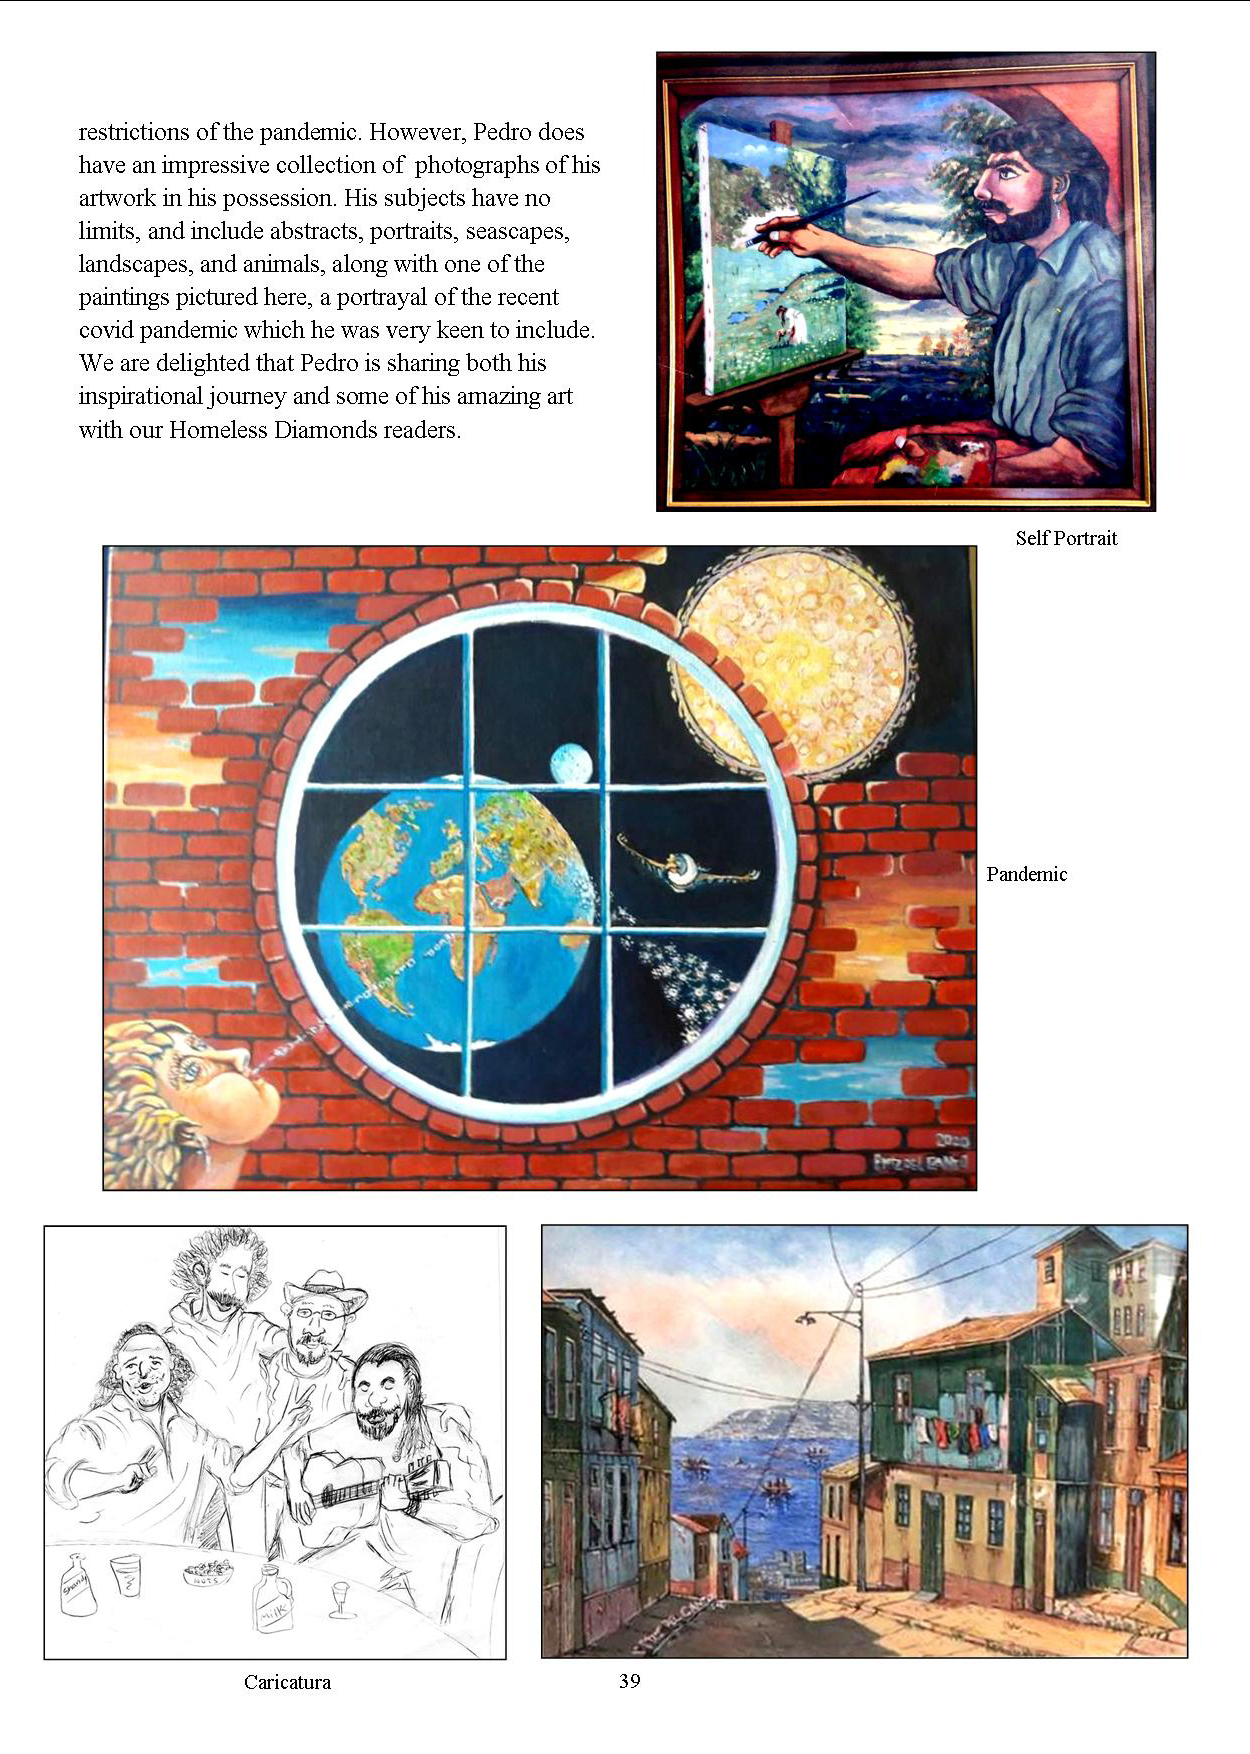 restrictions of the pandemic. However, Pedro does
have an impressive collection of photographs of his
artwork in his possession. His subjects have no
limits, and include abstracts, portraits, seascapes,
landscapes, and animals, along with one of the
paintings pictured here, a portrayal of the recent
covid pandemic which he was very keen to include.
We are delighted that Pedro is sharing both his
inspirational journey and some of his amazing art
with our Homeless Diamonds readers.
Self Portrait
Pandemic
2020
Shandy
NUTS
MILK
Caricatura
39